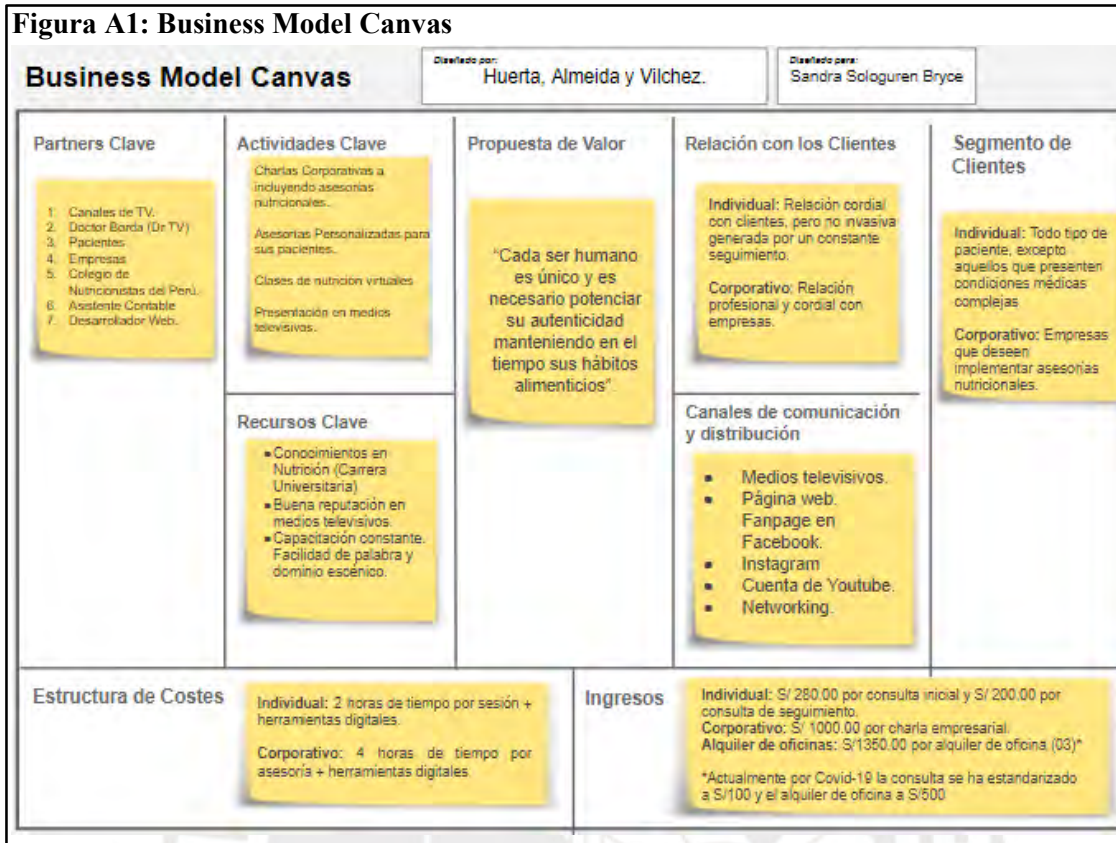 Figura A1: Business Model Canvas
Business Model Canvas
Diseñado por:
Huerta, Almeida y Vilchez.
Diseñado para:
Sandra Sologuren Bryce
Partners Clave
1. Canales de TV.
2. Doctor Borda (Dr TV)
3. Pacientes
4. Empresas
5. Colegio de
Nutricionistas del Perú.
6. Asistente Contable
7. Desarrollador Web.
Actividades Clave
Charlas Corporativas a
incluyendo asesorías
nutricionales.
Asesorías Personalizadas para
sus pacientes.
Clases de nutrición virtuales
Presentación en medios
televisivos.
Recursos Clave
▪ Conocimientos en
Nutrición (Carrera
Universitaria)
▪ Buena reputación en
medios televisivos.
▪ Capacitación constante.
Facilidad de palabra y
dominio escénico.
Propuesta de Valor
“Cada ser humano
es único y es
necesario potenciar
su autenticidad
manteniendo en el
tiempo sus hábitos
alimenticios”.
Relación con los Clientes
Individual: Relación cordial
con clientes, pero no invasiva
generada por un constante
seguimiento.
Corporativo: Relación
profesional y cordial con
empresas.
Canales de comunicación
y distribución
▪ Medios televisivos.
▪ Página web.
Fanpage en
Facebook.
▪ Instagram
▪ Cuenta de Youtube.
▪ Networking.
Segmento de
Clientes
Individual: Todo tipo de
paciente, excepto
aquellos que presenten
condiciones médicas
complejas
Corporativo: Empresas
que deseen
implementar asesorías
nutricionales.
Estructura de Costes
Individual: 2 horas de tiempo por sesión +
herramientas digitales.
Corporativo: 4 horas de tiempo por
asesoría + herramientas digitales
Ingresos
Individual: S/ 280.00 por consulta inicial y S/ 200.00 por
consulta de seguimiento.
Corporativo: S/ 1000.00 por charla empresarial.
Alquiler de oficinas: S/1350.00 por alquiler de oficina (03)*
*Actualmente por Covid-19 la consulta se ha estandarizado
a S/100 y el alquiler de oficina a S/500